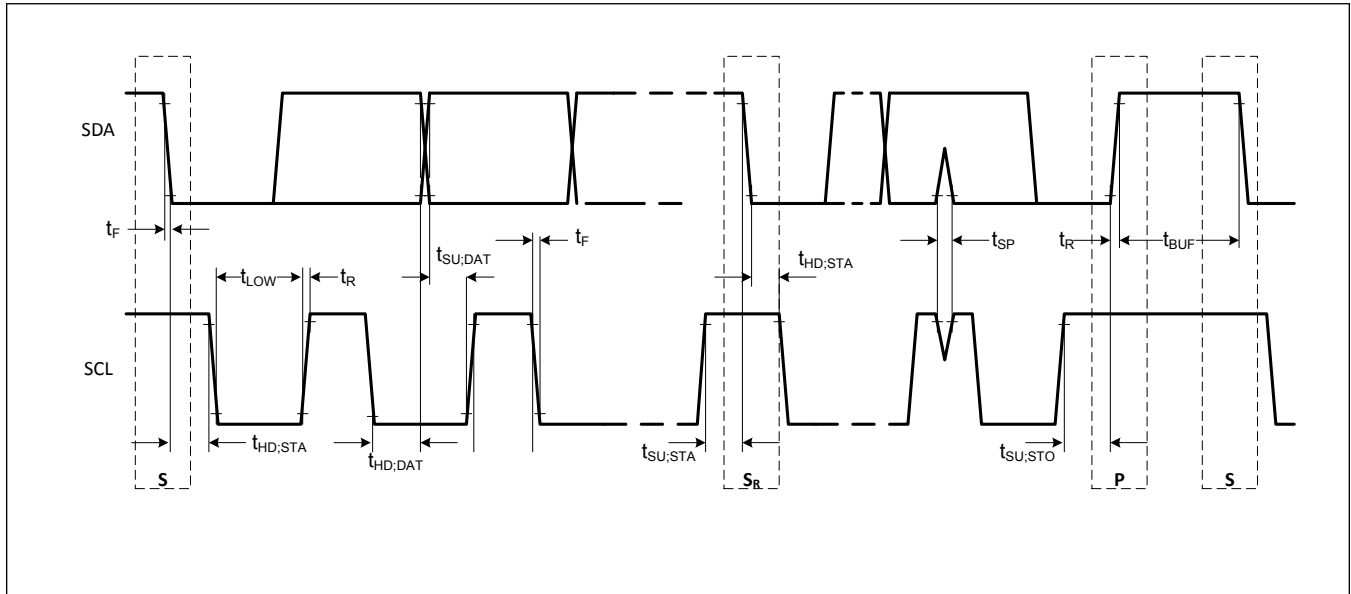 SDA
t_F
t_LOW
t_R
t_SU;DAT
t_F
t_HD;STA
t_SP
t_R
t_BUF
SCL
t_HD;STA
t_HD;DAT
t_SU;STA
t_SU;STO
S
S_R
P
S